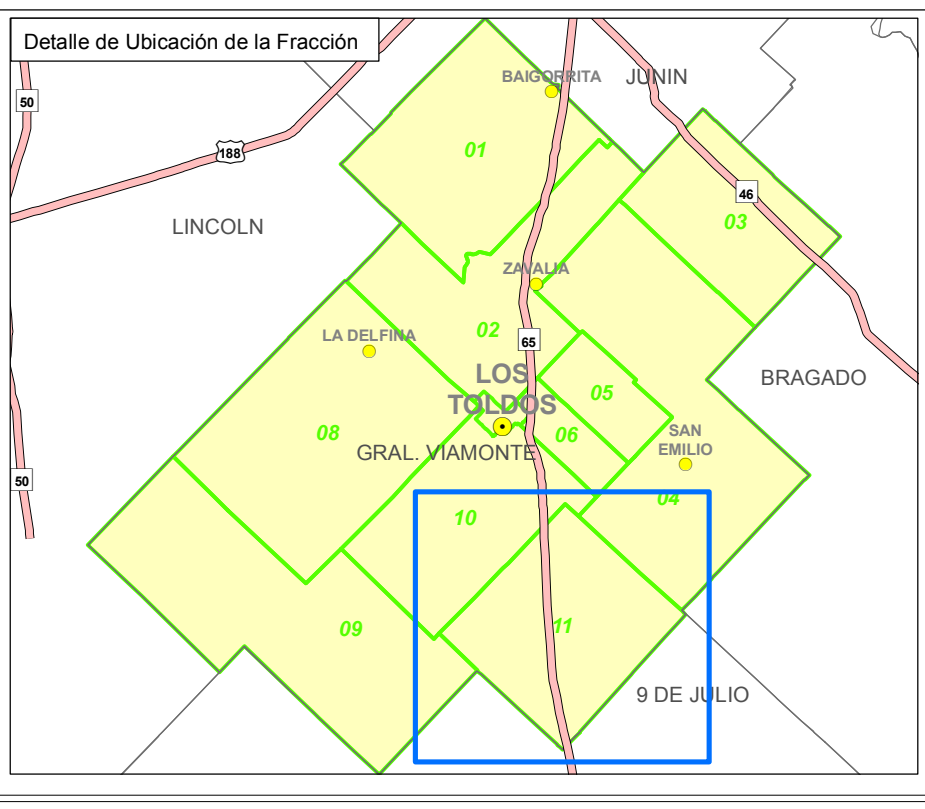 Detalle de Ubicación de la Fracción
BAIGORRITA
JUNIN
50
188
01
46
03
LINCOLN
ZAVALIA
02
LA DELFINA
65
LOS
TOLDOS
BRAGADO
05
08
06
SAN
EMILIO
GRAL. VIAMONTE
50
04
10
09
11
9 DE JULIO